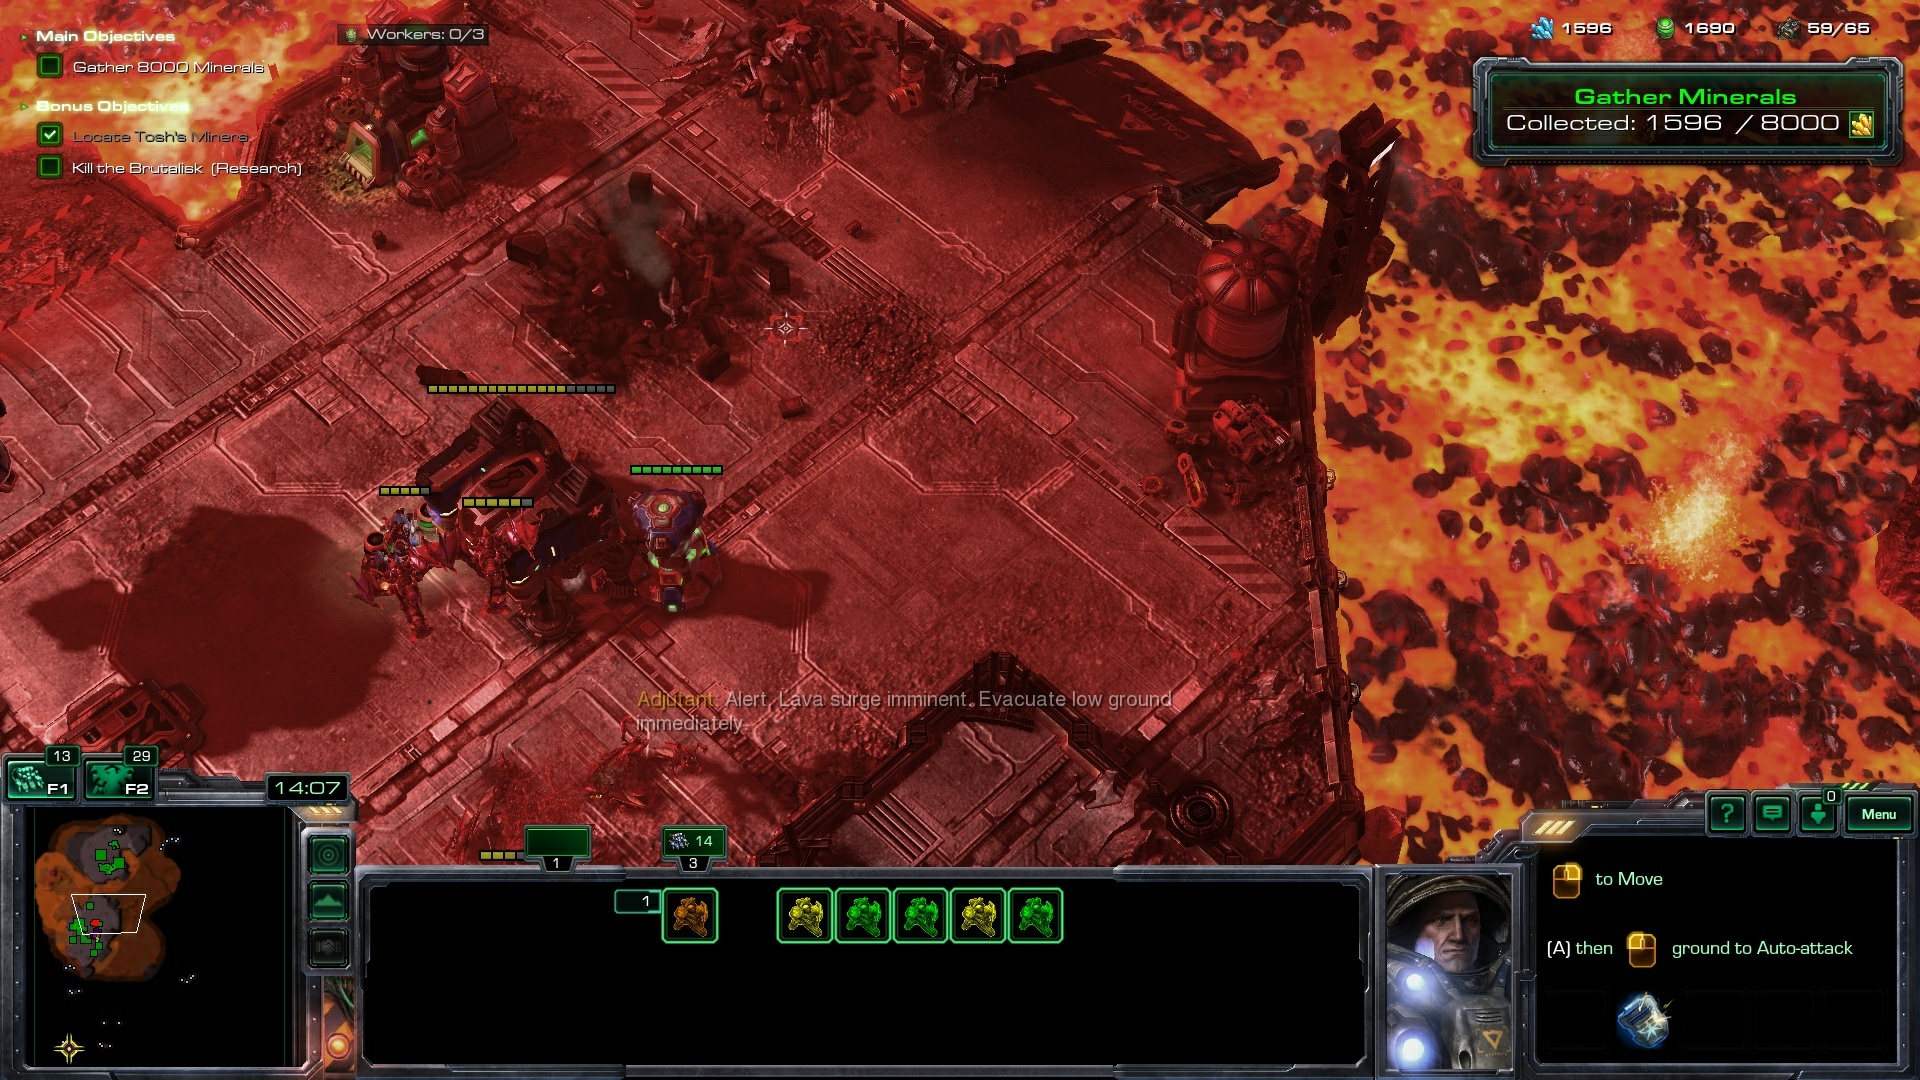 Main Objectives
Gather 8000 Minerals
Bonus Objectives
Locate Tosh's Miners
Kill the Brutalisk (Research)
Workers: 0/3
1596
1690
59/65
Gather Minerals
Collected: 1596 / 8000
Adjutant: Alert. Lava surge imminent. Evacuate low ground
immediately.
13
F1
29
F2
14:07
1
14
3
1
0
?
Menu
to Move
(A) then
ground to Auto-attack